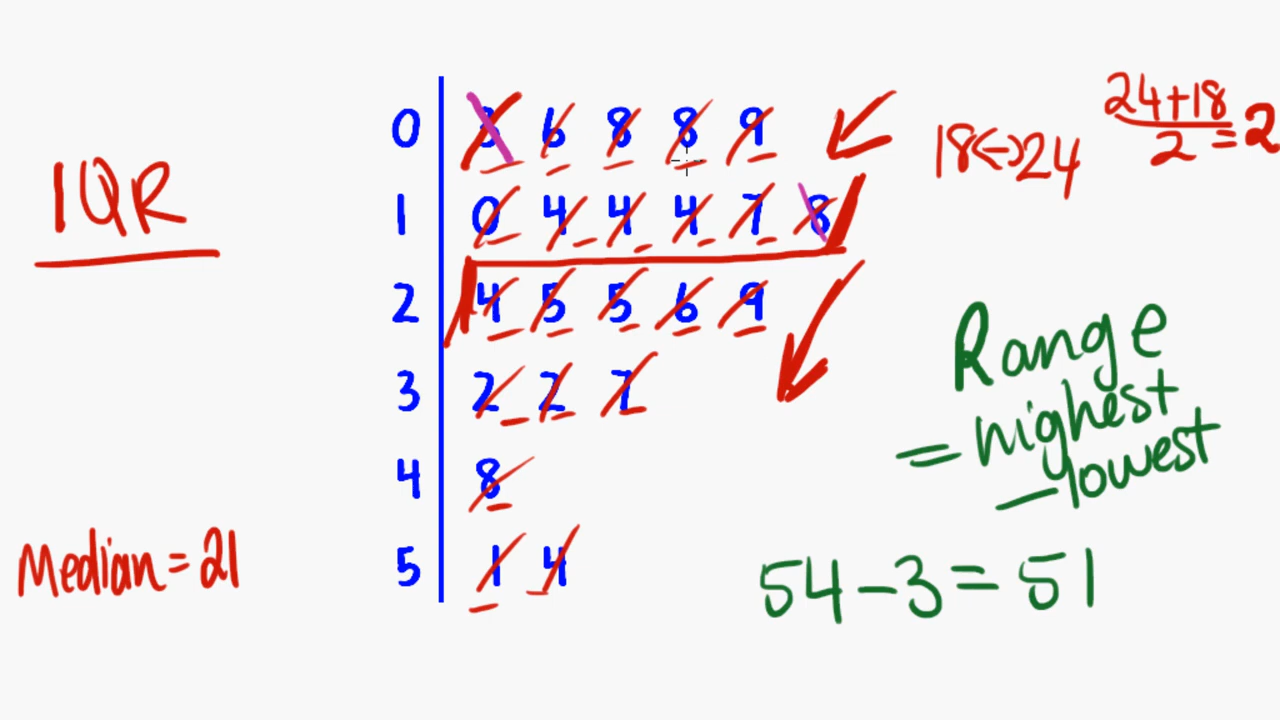 IQR
0 | 3 6 8 8 9
1 | 0 4 4 4 7 8
2 | 4 5 5 6 9
3 | 2 2 7
4 | 8
5 | 1 4
18↔24
24+18
2 = 2
Range
= highest
– lowest
Median = 21
54 – 3 = 51